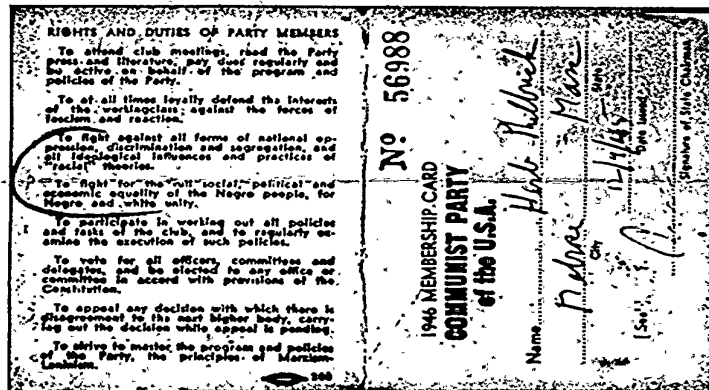 RIGHTS AND DUTIES OF PARTY MEMBERS
To attend club meetings, read the Party
press and literature, pay dues regularly and
be active on behalf of the program and
policies of the Party.
To at all times loyally defend the interests
of the workingclass against the forces of
fascism and reaction.
To fight against all forms of national op-
pression, discrimination and segregation, and
all ideological influences and practices of
"racial" theories.
To fight for the full social, political and
economic equality of the Negro people, for
Negro and white unity.
To participate in working out all policies
and tasks of the club, and to regularly ex-
amine the execution of such policies.
To vote for all officers, committees and
delegates, and be elected to any office or
committee in accord with provisions of the
Constitution.
To appeal any decision with which there is
disagreement to the next higher body, carry-
ing out the decision while appeal is pending.
To strive to master the program and policies
of the Party, the principles of Marxism-
Leninism.
209
No 56988
1946 MEMBERSHIP CARD
COMMUNIST PARTY
of the U.S.A.
Name Herb Philbrick
Melrose Mass
City State
Date Issued
[Seal]
Signature of State Chairman